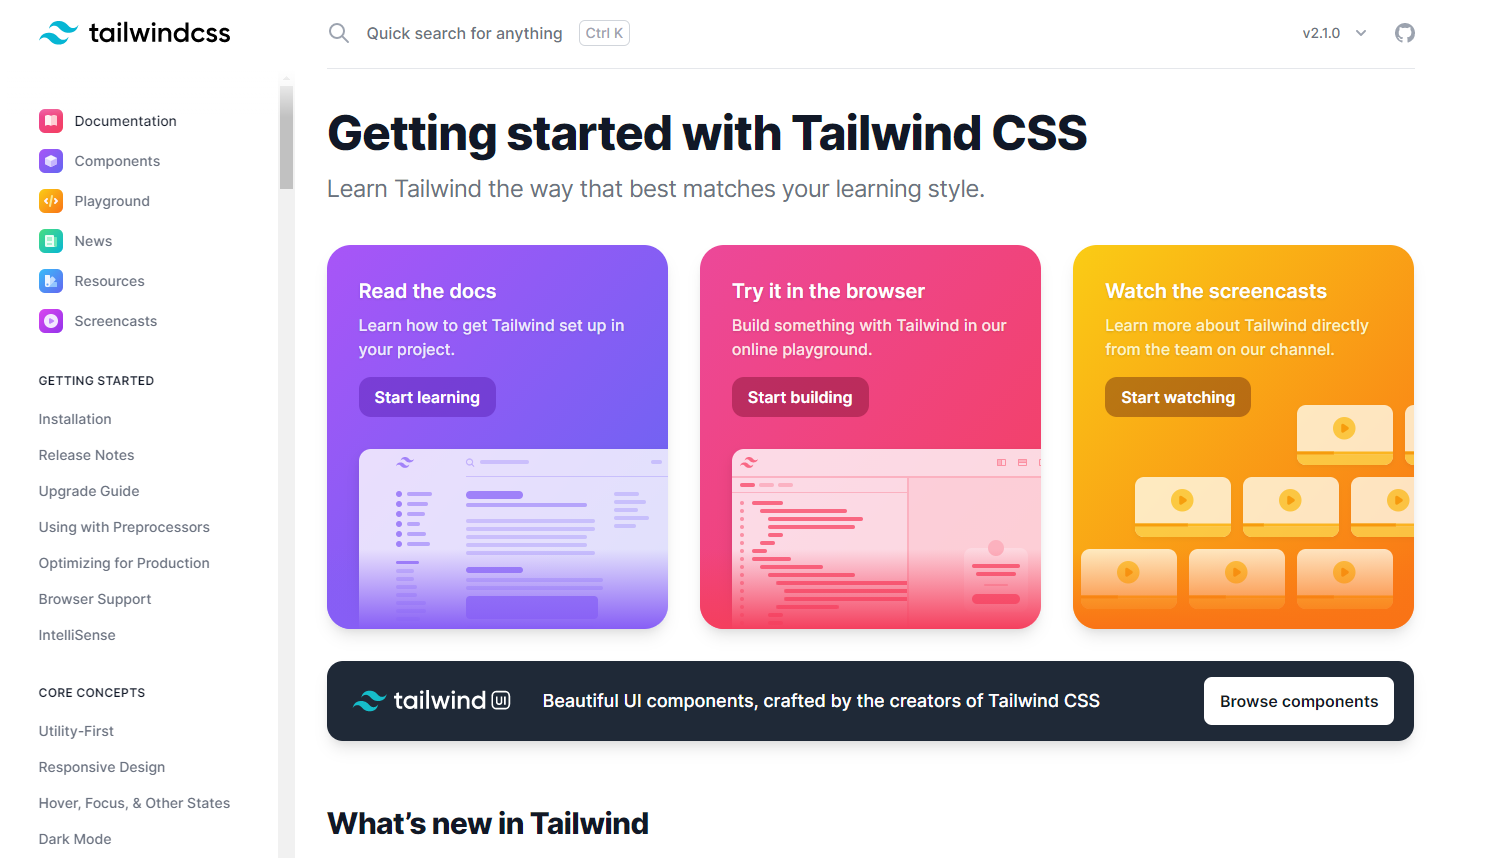 tailwindcss
Quick search for anything
Ctrl K
v2.1.0
Documentation
Components
Playground
News
Resources
Screencasts
GETTING STARTED
Installation
Release Notes
Upgrade Guide
Using with Preprocessors
Optimizing for Production
Browser Support
IntelliSense
CORE CONCEPTS
Utility-First
Responsive Design
Hover, Focus, & Other States
Dark Mode
Getting started with Tailwind CSS
Learn Tailwind the way that best matches your learning style.
Read the docs
Learn how to get Tailwind set up in
your project.
Start learning
Try it in the browser
Build something with Tailwind in our
online playground.
Start building
Watch the screencasts
Learn more about Tailwind directly
from the team on our channel.
Start watching
tailwind UI
Beautiful UI components, crafted by the creators of Tailwind CSS
Browse components
What’s new in Tailwind